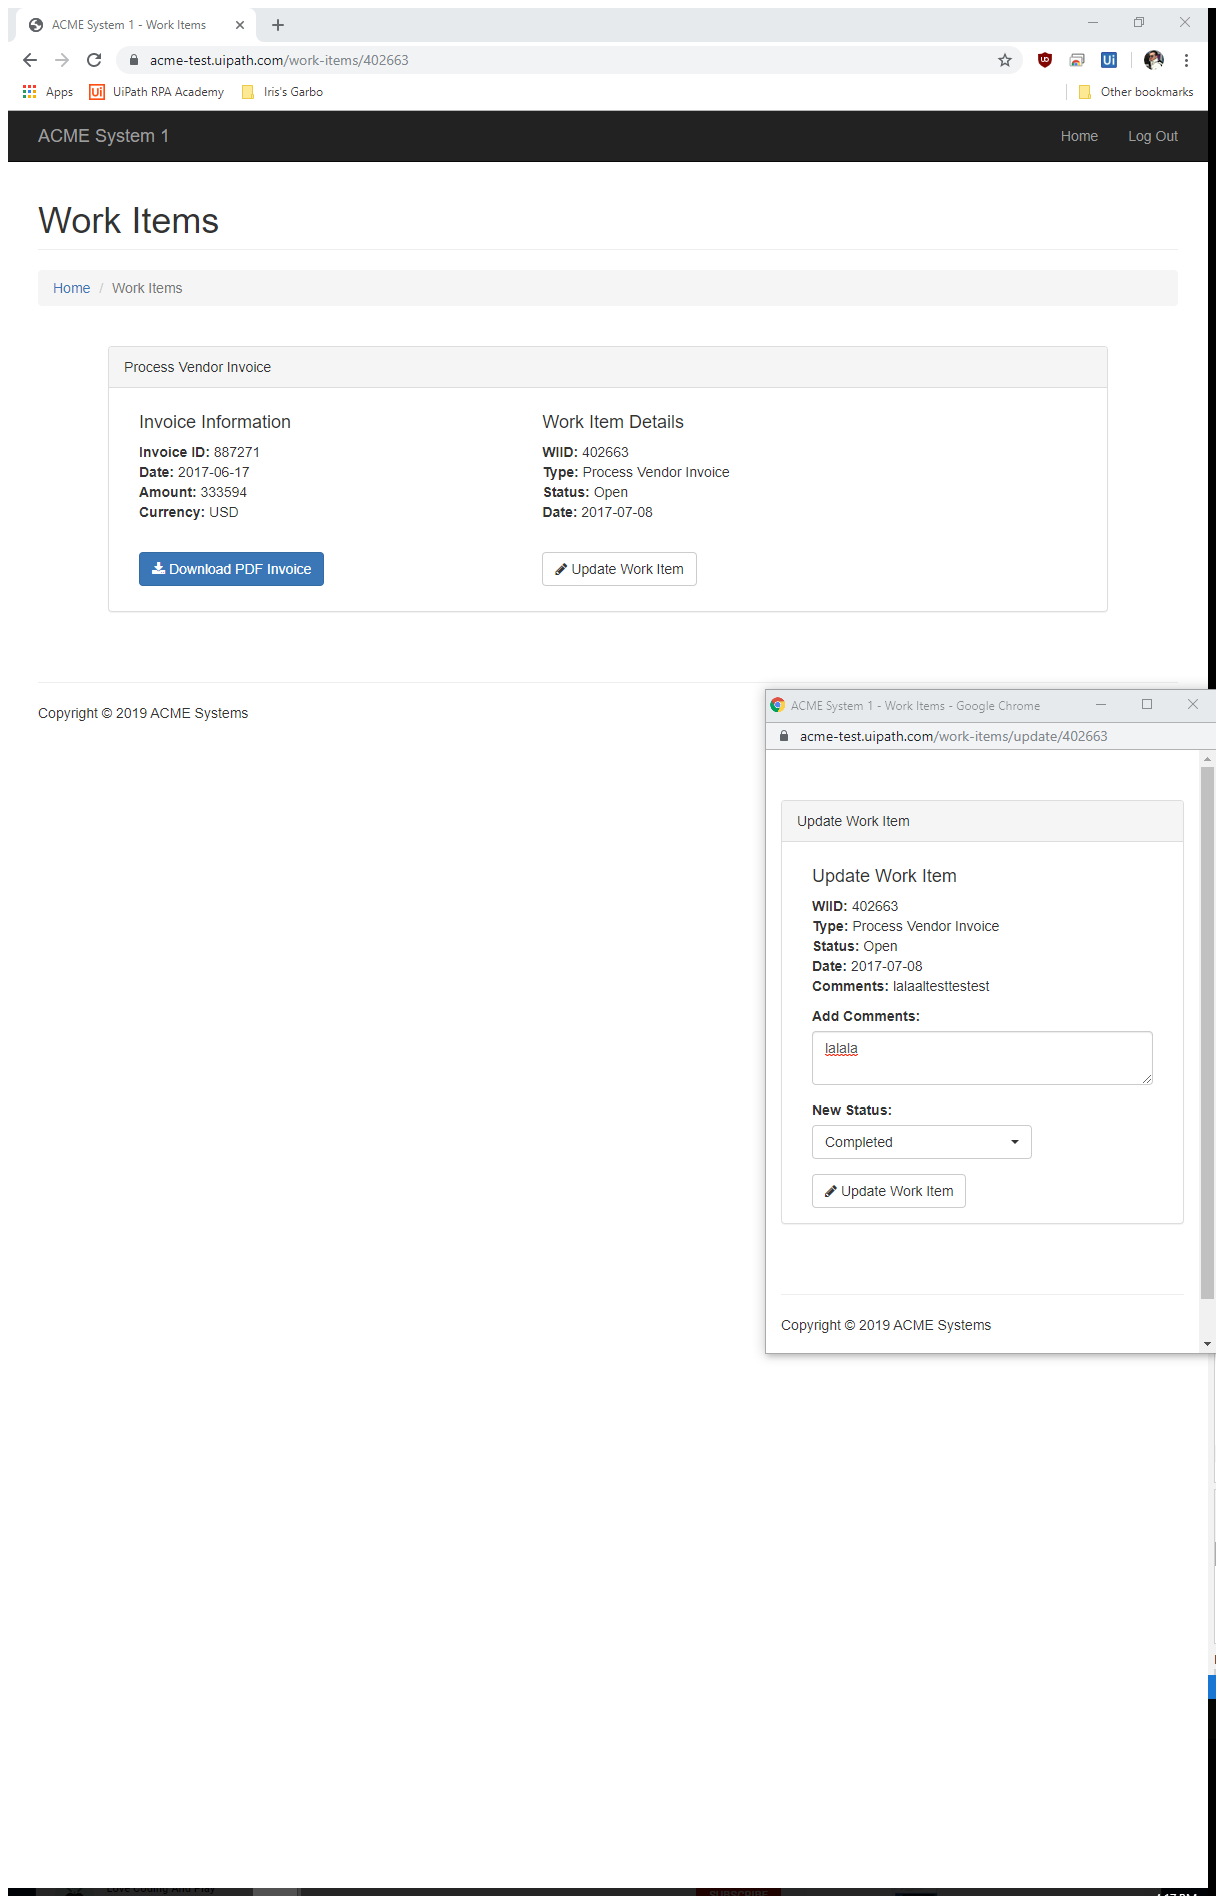 ACME System 1 - Work Items
acme-test.uipath.com/work-items/402663
Apps
Ui
UiPath RPA Academy
Iris's Garbo
Other bookmarks
ACME System 1
Home
Log Out
Work Items
Home / Work Items
Process Vendor Invoice
Invoice Information
Invoice ID: 887271
Date: 2017-06-17
Amount: 333594
Currency: USD
Download PDF Invoice
Work Item Details
WIID: 402663
Type: Process Vendor Invoice
Status: Open
Date: 2017-07-08
Update Work Item
Copyright © 2019 ACME Systems
ACME System 1 - Work Items - Google Chrome
acme-test.uipath.com/work-items/update/402663
Update Work Item
Update Work Item
WIID: 402663
Type: Process Vendor Invoice
Status: Open
Date: 2017-07-08
Comments: lalaaltesttestest
Add Comments:
lalala
New Status:
Completed
Update Work Item
Copyright © 2019 ACME Systems